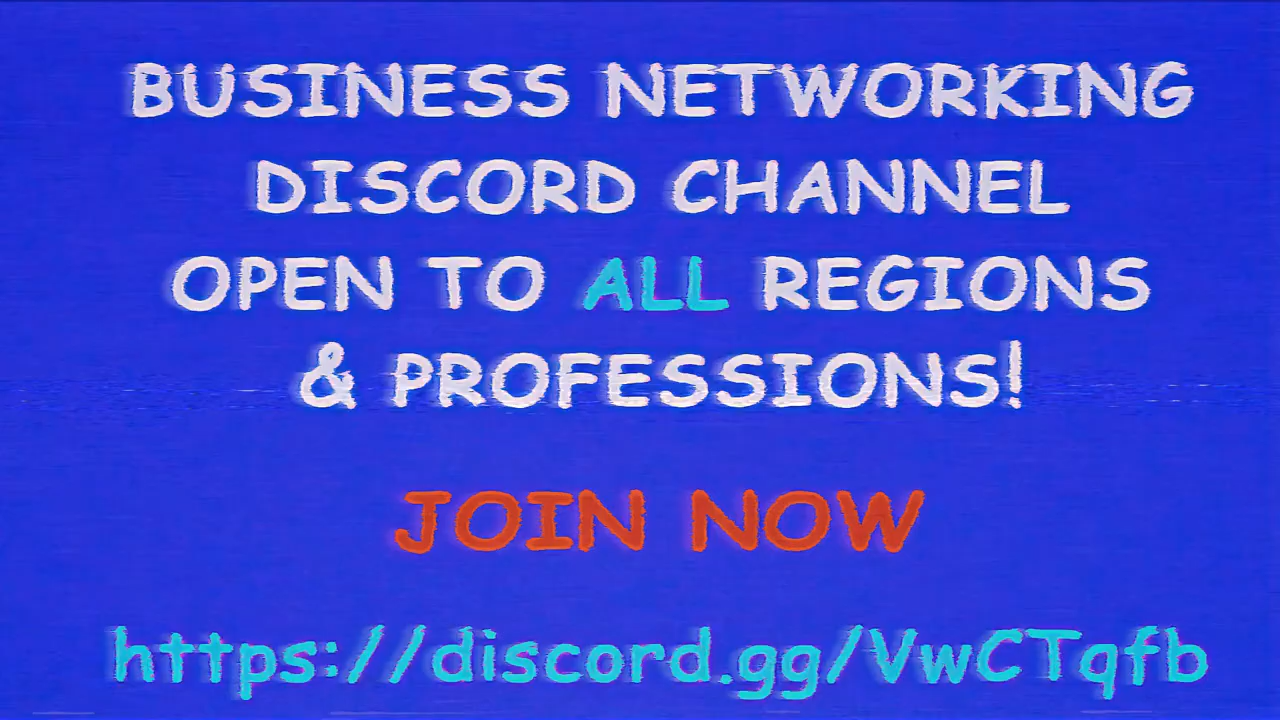 BUSINESS NETWORKING
DISCORD CHANNEL
OPEN TO ALL REGIONS
& PROFESSIONS!
JOIN NOW
https://discord.gg/VwCTqfb